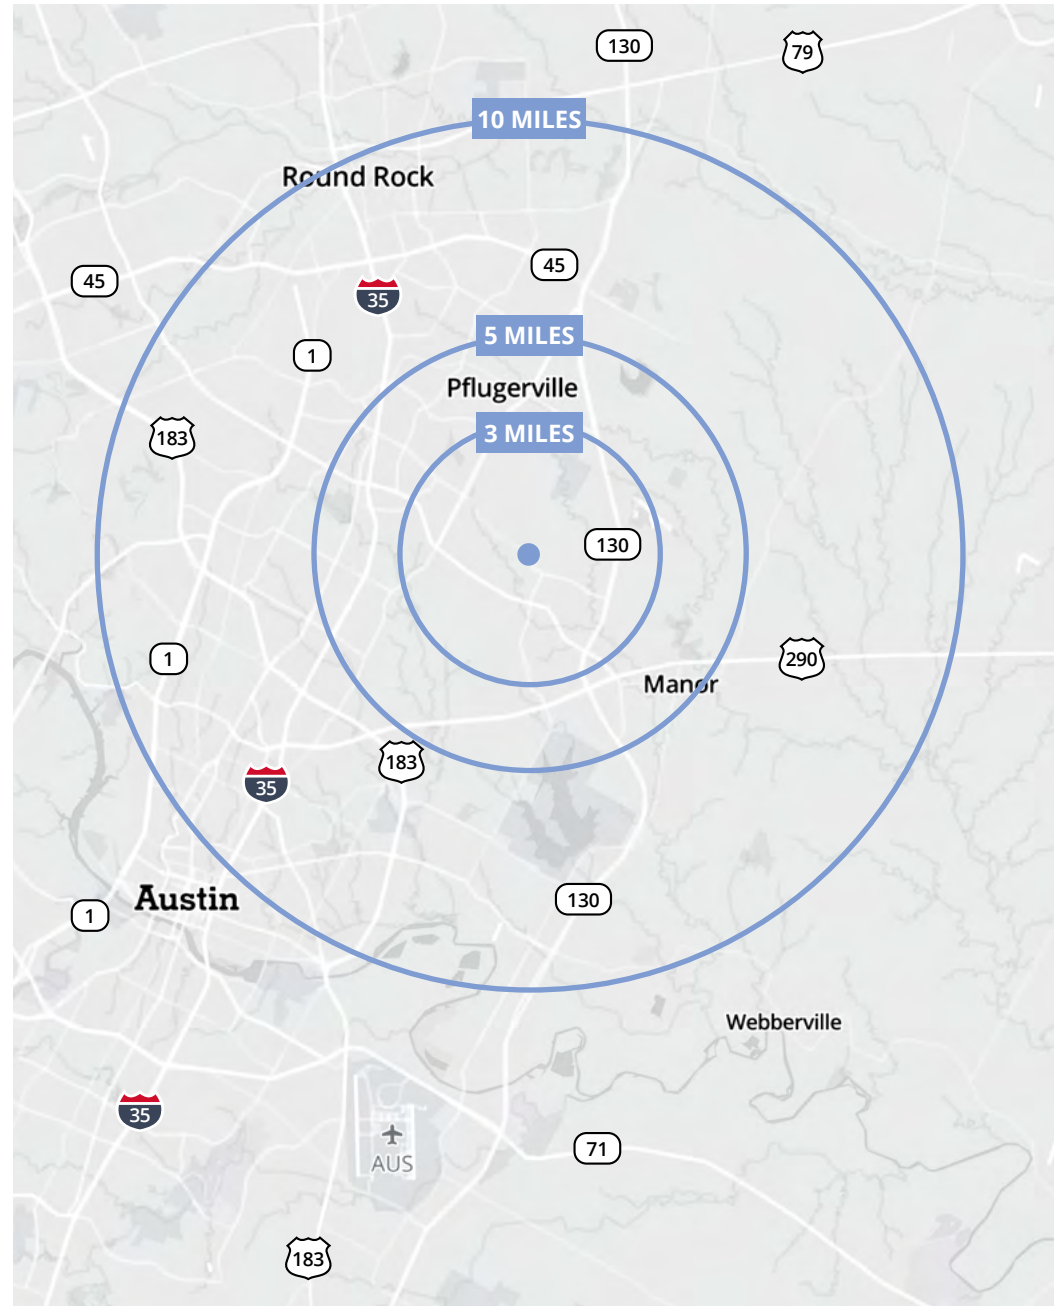 130
79
10 MILES
Round Rock
45
45
35
1
5 MILES
Pflugerville
183
3 MILES
130
1
290
Manor
183
35
Austin
130
1
Webberville
35
71
AUS
183